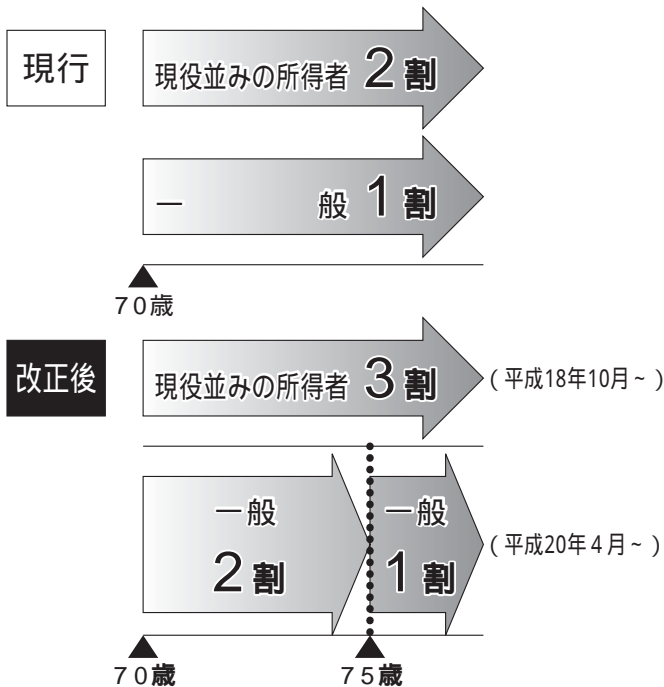 現行
現役並みの所得者 2割
一般 1割
70歳
改正後
現役並みの所得者 3割
(平成18年10月~)
一般
2割
一般
1割
(平成20年4月~)
70歳
75歳